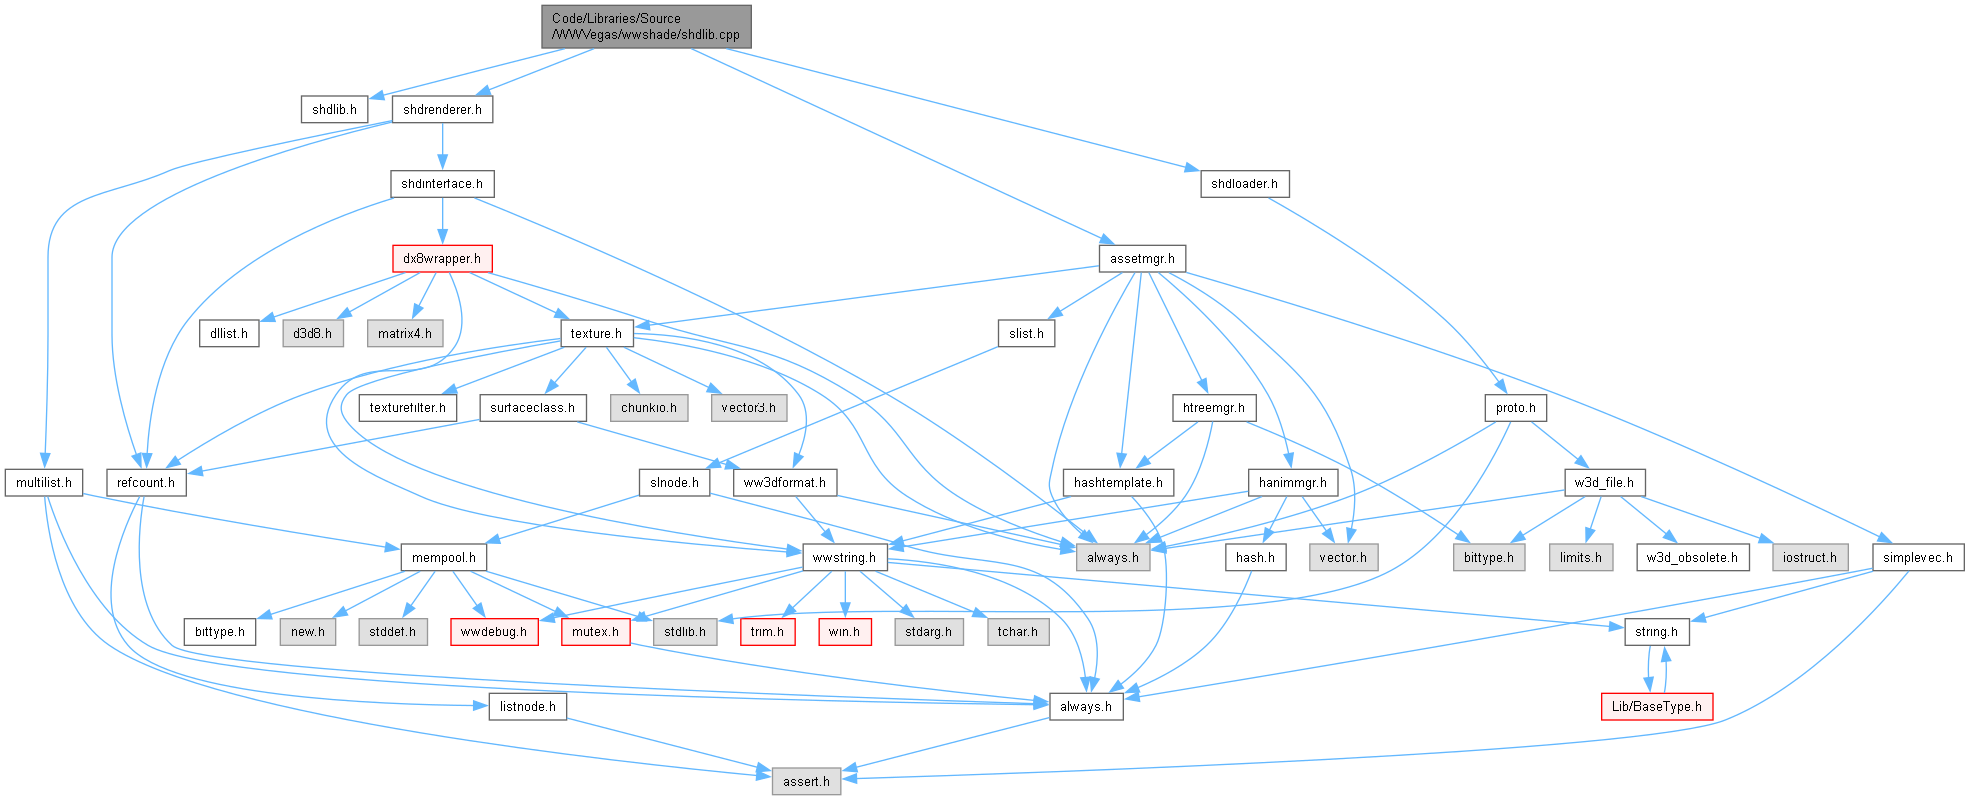 Code/Libraries/Source
/WWVegas/wwshade/shdlib.cpp
shdlib.h
shdrenderer.h
shdinterface.h
shdloader.h
dx8wrapper.h
assetmgr.h
dllist.h
d3d8.h
matrix4.h
texture.h
slist.h
texturefilter.h
surfaceclass.h
chunkio.h
vector3.h
htreemgr.h
proto.h
multilist.h
refcount.h
slnode.h
ww3dformat.h
hashtemplate.h
hanimmgr.h
w3d_file.h
mempool.h
wwstring.h
always.h
hash.h
vector.h
bittype.h
limits.h
w3d_obsolete.h
iostruct.h
simplevec.h
bittype.h
new.h
stddef.h
wwdebug.h
mutex.h
stdlib.h
trim.h
win.h
stdarg.h
tchar.h
string.h
listnode.h
always.h
Lib/BaseType.h
assert.h